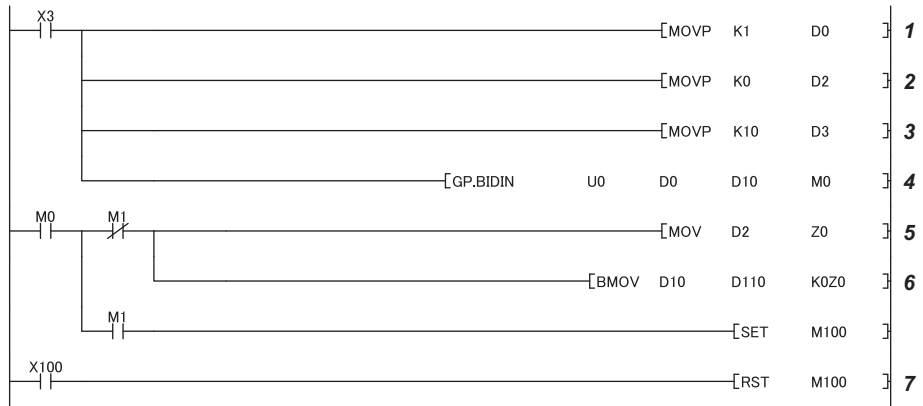 X3 MOVP K1 D0 1
MOVP K0 D2 2
MOVP K10 D3 3
GP.BIDIN U0 D0 D10 M0 4
M0 M1 MOV D2 Z0 5
BMOV D10 D110 K0Z0 6
M1 SET M100
X100 RST M100 7